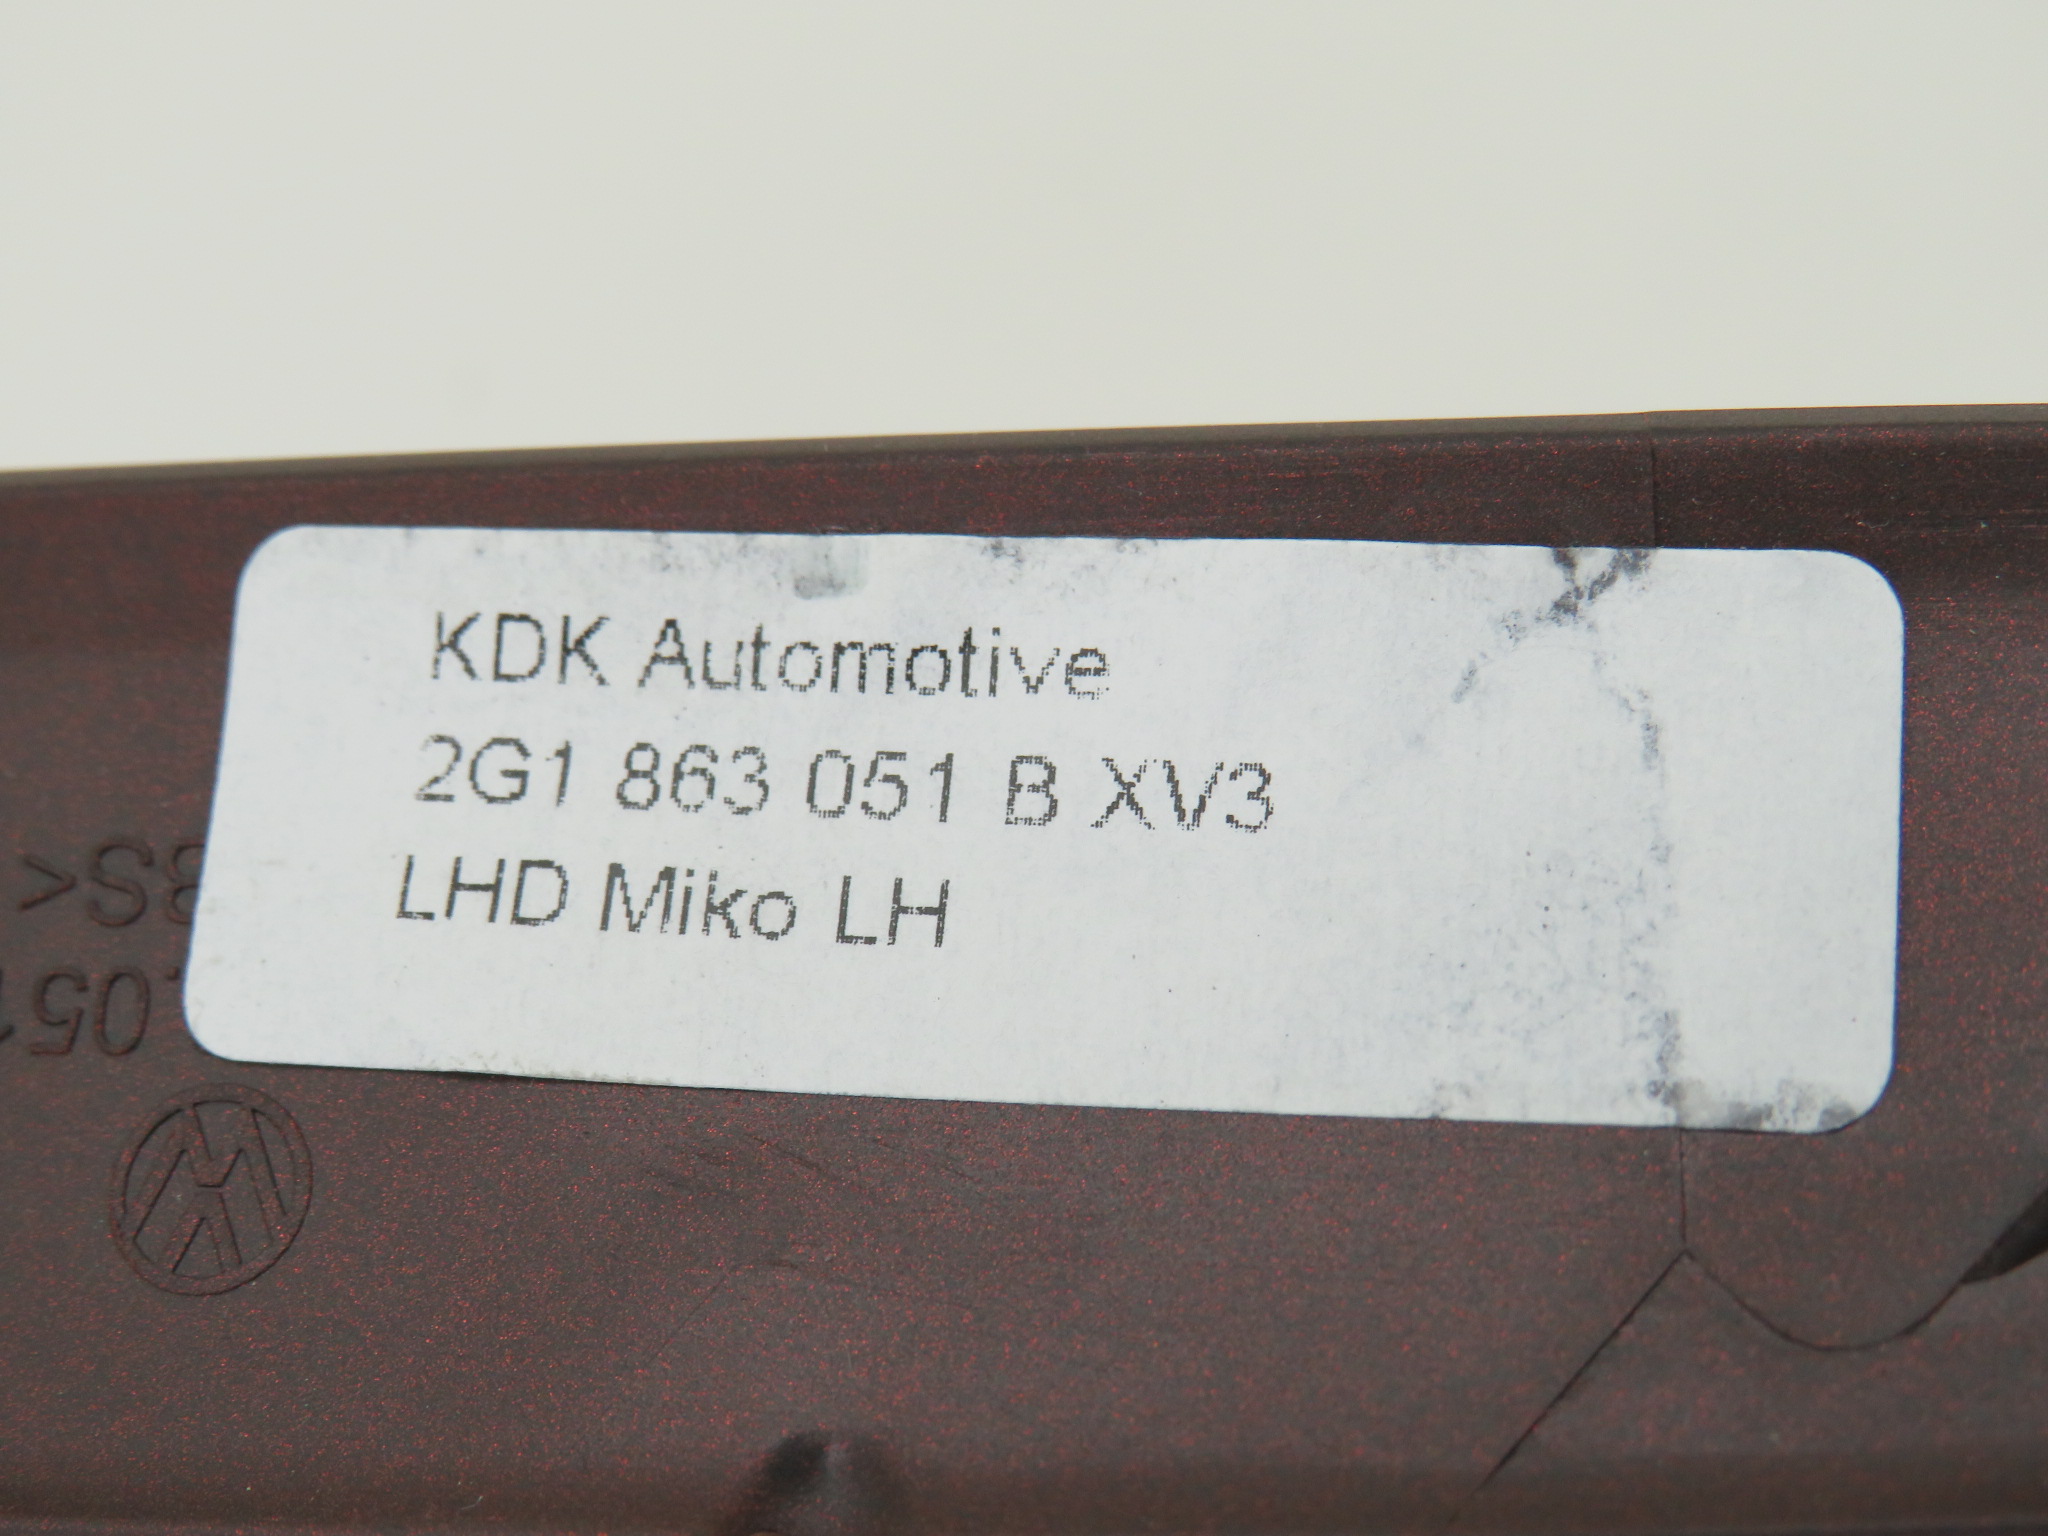 KDK Automotive
2G1 863 051 B XV3
LHD Miko LH